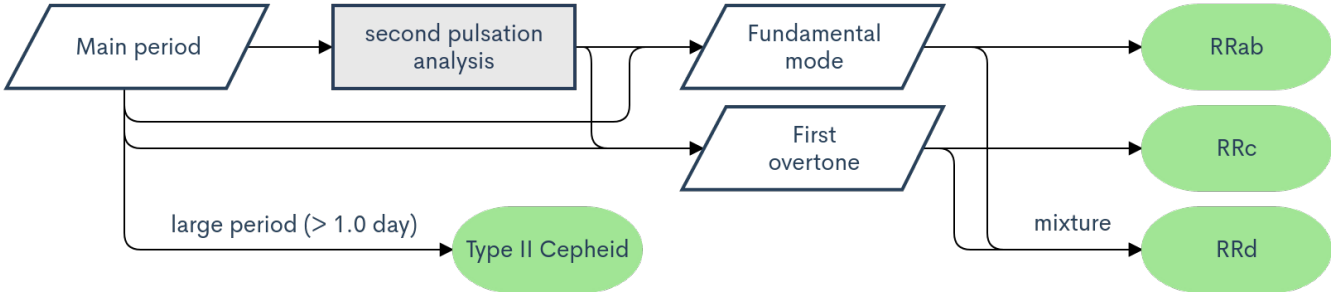 Main period
second pulsation
analysis
Fundamental
mode
RRab
First
overtone
RRc
large period (> 1.0 day)
Type II Cepheid
mixture
RRd